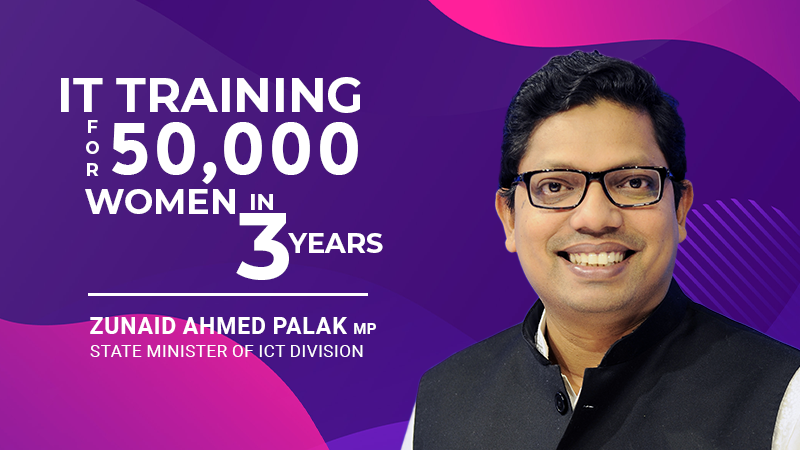 IT TRAINING
FOR 50,000
WOMEN IN
3 YEARS
ZUNAID AHMED PALAK MP
STATE MINISTER OF ICT DIVISION